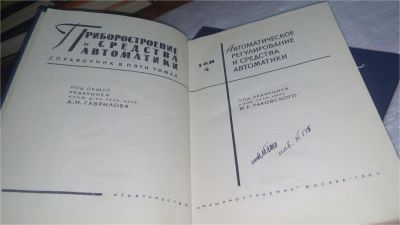 ПРИБОРОСТРОЕНИЕ
И СРЕДСТВА
АВТОМАТИКИ
СПРАВОЧНИК В ПЯТИ ТОМАХ
ПОД ОБЩЕЙ
РЕДАКЦИЕЙ
А.Н. ГАВРИЛОВА
ИЗДАТЕЛЬСТВО
ТОМ
4
АВТОМАТИЧЕСКОЕ
РЕГУЛИРОВАНИЕ
И СРЕДСТВА
АВТОМАТИКИ
ПОД РЕДАКЦИЕЙ
М.Е. РАКОВСКОГО
„МАШИНОСТРОЕНИЕ" МОСКВА